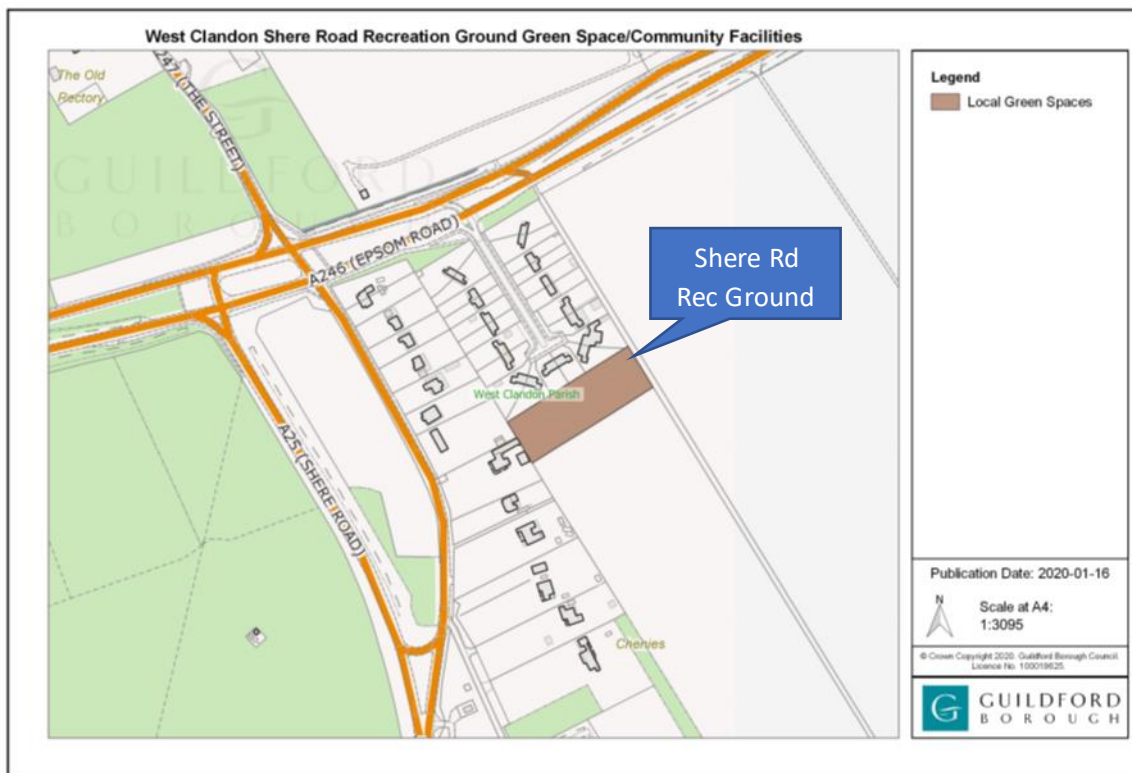 West Clandon Shere Road Recreation Ground Green Space/Community Facilities
The Old
Rectory
247 (THE STREET)
GUILDFORD
BOROUGH
A246 (EPSOM ROAD)
Shere Rd
Rec Ground
West Clandon Parish
A25 (SHERE ROAD)
Chenies
Legend
Local Green Spaces
Publication Date: 2020-01-16
N
Scale at A4:
1:3095
© Crown Copyright 2020. Guildford Borough Council.
Licence No. 100019625.
G
GUILDFORD
BOROUGH